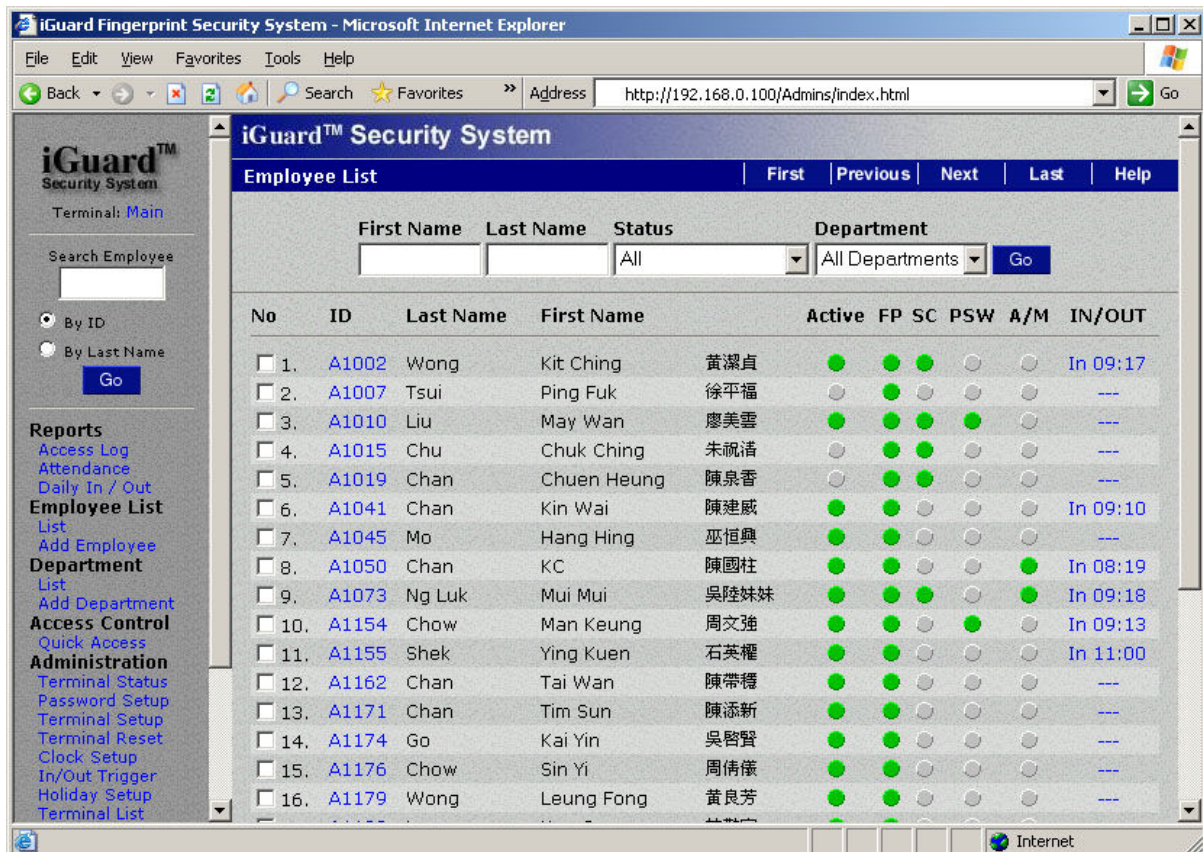 iGuard Fingerprint Security System - Microsoft Internet Explorer
File Edit View Favorites Tools Help
Back Search Favorites » Address http://192.168.0.100/Admins/index.html Go
iGuard™
Security System
Terminal: Main
Search Employee
By ID
By Last Name
Go
Reports
Access Log
Attendance
Daily In / Out
Employee List
List
Add Employee
Department
List
Add Department
Access Control
Quick Access
Administration
Terminal Status
Password Setup
Terminal Setup
Terminal Reset
Clock Setup
In/Out Trigger
Holiday Setup
Terminal List
iGuard™ Security System
Employee List First Previous Next Last Help
First Name Last Name Status Department
All All Departments Go
No ID Last Name First Name Active FP SC PSW A/M IN/OUT
1. A1002 Wong Kit Ching 黃潔貞 In 09:17
2. A1007 Tsui Ping Fuk 徐平福 ---
3. A1010 Liu May Wan 廖美雲 ---
4. A1015 Chu Chuk Ching 朱祝清 ---
5. A1019 Chan Chuen Heung 陳泉香 ---
6. A1041 Chan Kin Wai 陳建威 In 09:10
7. A1045 Mo Hang Hing 巫恒興 ---
8. A1050 Chan KC 陳國柱 In 08:19
9. A1073 Ng Luk Mui Mui 吳陸妹妹 In 09:18
10. A1154 Chow Man Keung 周文強 In 09:13
11. A1155 Shek Ying Kuen 石英權 In 11:00
12. A1162 Chan Tai Wan 陳帶穩 ---
13. A1171 Chan Tim Sun 陳添新 ---
14. A1174 Go Kai Yin 吳啓賢 ---
15. A1176 Chow Sin Yi 周倩儀 ---
16. A1179 Wong Leung Fong 黃良芳 ---
Internet